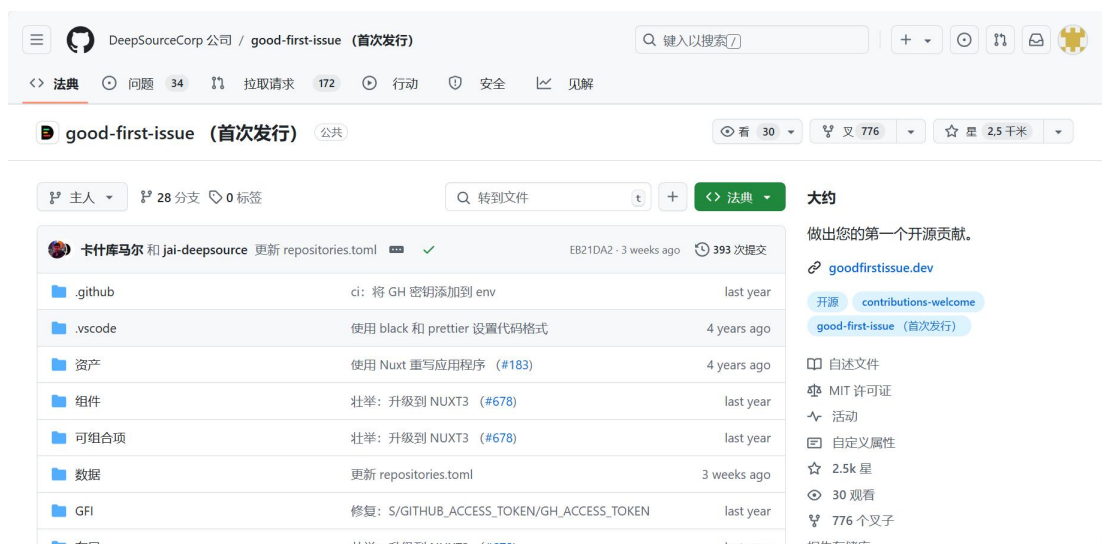 DeepSourceCorp 公司 / good-first-issue （首次发行） 键入以搜索/
法典 问题 34 拉取请求 172 行动 安全 见解
good-first-issue （首次发行） 公共 看 30 叉 776 星 2,5 千米
主人 28 分支 0 标签 转到文件 t 法典
大约
卡什库马尔 和 jai-deepsource 更新 repositories.toml EB21DA2 · 3 weeks ago 393 次提交
做出您的第一个开源贡献。
goodfirstissue.dev
.github ci：将 GH 密钥添加到 env last year
开源 contributions-welcome
.vscode 使用 black 和 prettier 设置代码格式 4 years ago
good-first-issue （首次发行）
资产 使用 Nuxt 重写应用程序 （#183） 4 years ago
自述文件
MIT 许可证
组件 壮举：升级到 NUXT3 （#678） last year
活动
可组合项 壮举：升级到 NUXT3 （#678） last year
自定义属性
2.5k 星
数据 更新 repositories.toml 3 weeks ago
30 观看
GFI 修复：S/GITHUB_ACCESS_TOKEN/GH_ACCESS_TOKEN last year
776 个叉子